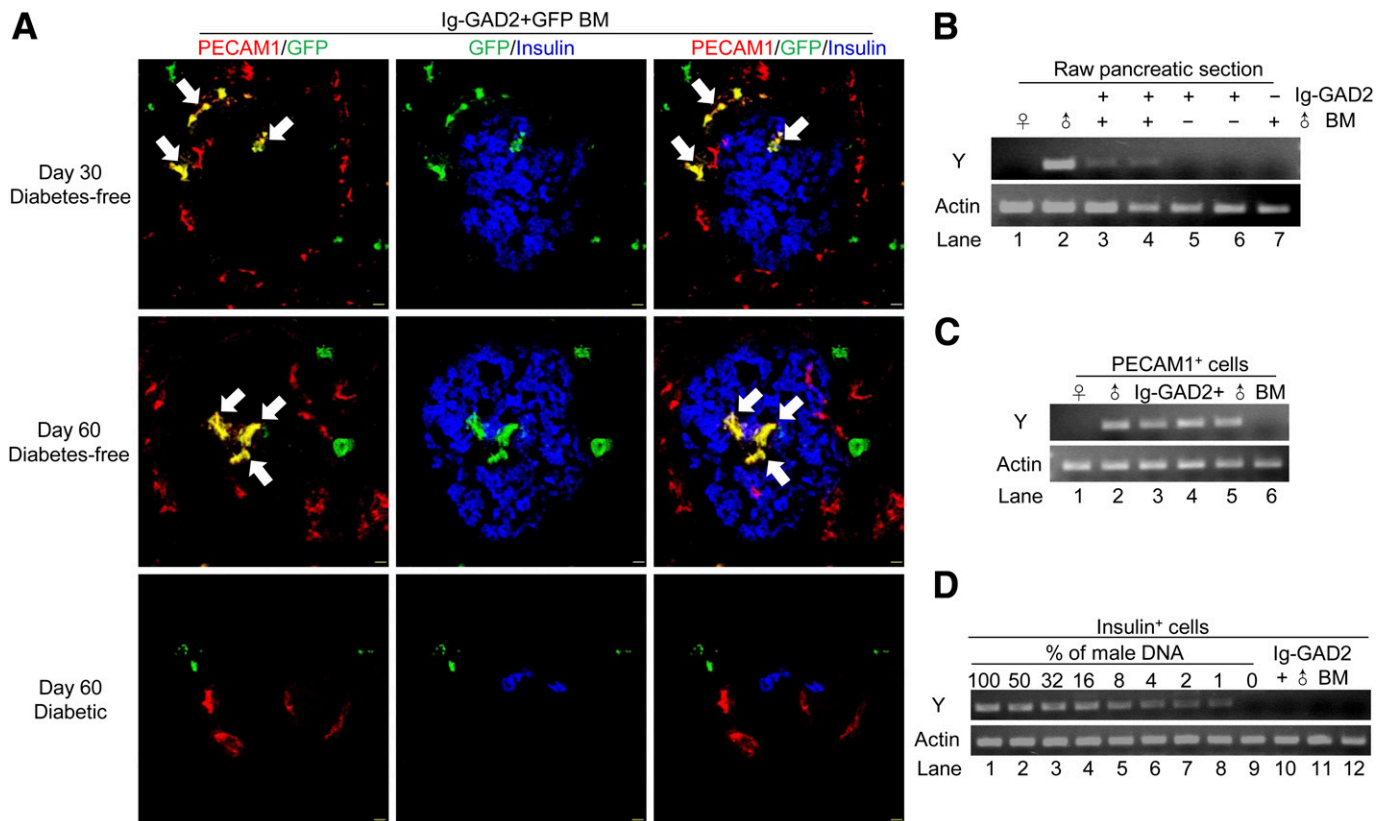 A
Ig-GAD2+GFP BM
PECAM1/GFP
GFP/Insulin
PECAM1/GFP/Insulin
Day 30
Diabetes-free
Day 60
Diabetes-free
Day 60
Diabetic
B
Raw pancreatic section
+ + + + – Ig-GAD2
♀ ♂ + + – – + ♂ BM
Y
Actin
Lane 1 2 3 4 5 6 7
C
PECAM1⁺ cells
♀ ♂ Ig-GAD2+ ♂ BM
Y
Actin
Lane 1 2 3 4 5 6
D
Insulin⁺ cells
% of male DNA Ig-GAD2
100 50 32 16 8 4 2 1 0 + ♂ BM
Y
Actin
Lane 1 2 3 4 5 6 7 8 9 10 11 12